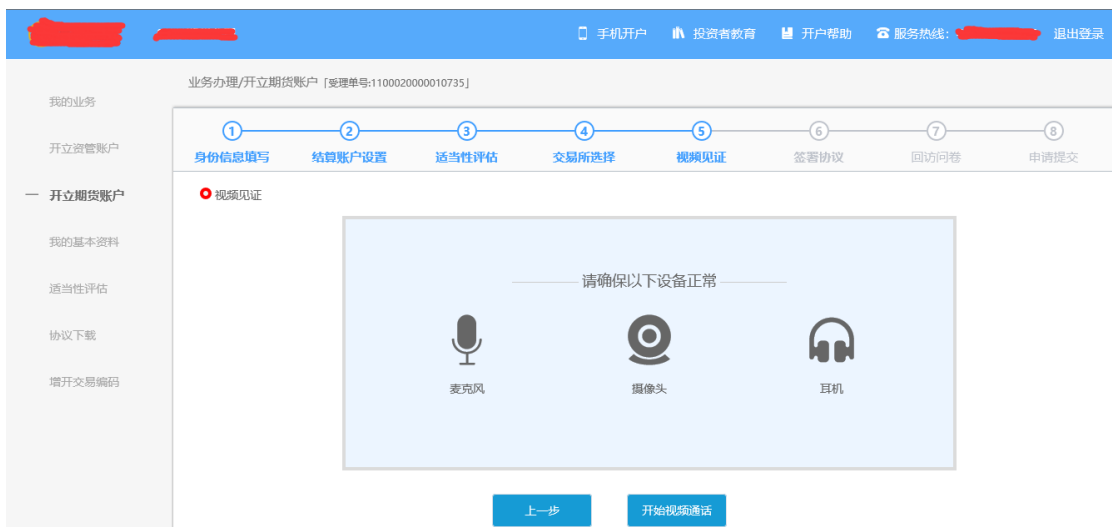 手机开户 投资者教育 开户帮助 服务热线: 退出登录
业务办理/开立期货账户「受理单号:1100020000010735」
我的业务
开立资管账户
一 开立期货账户
我的基本资料
适当性评估
协议下载
增开交易编码
1 2 3 4 5 6 7 8
身份信息填写 结算账户设置 适当性评估 交易所选择 视频见证 签署协议 回访问卷 申请提交
视频见证
请确保以下设备正常
麦克风 摄像头 耳机
上一步 开始视频通话